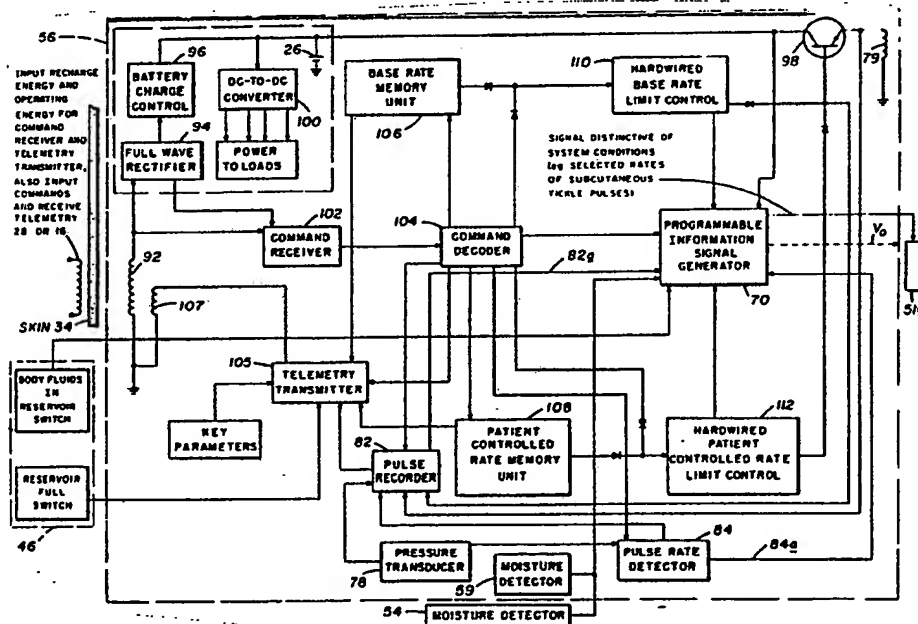 56
96
26
98
79
INPUT RECHARGE
ENERGY AND
OPERATING
ENERGY FOR
COMMAND
RECEIVER AND
TELEMETRY
TRANSMITTER,
ALSO INPUT
COMMANDS
AND RECEIVE
TELEMETRY
28 OR 16
BATTERY
CHARGE
CONTROL
DC-TO-DC
CONVERTER
100
94
FULL WAVE
RECTIFIER
POWER
TO LOADS
BASE RATE
MEMORY
UNIT
106
110
HARDWIRED
BASE RATE
LIMIT CONTROL
SIGNAL DISTINCTIVE OF
SYSTEM CONDITIONS
(eg SELECTED RATES
OF SUBCUTANEOUS
TICKLE PULSES)
102
COMMAND
RECEIVER
104
COMMAND
DECODER
82g
PROGRAMMABLE
INFORMATION
SIGNAL
GENERATOR
70
Vo
51
92
107
SKIN 34
105
TELEMETRY
TRANSMITTER
BODY FLUIDS
IN
RESERVOIR
SWITCH
KEY
PARAMETERS
82
PULSE
RECORDER
108
PATIENT
CONTROLLED
RATE MEMORY
UNIT
112
HARDWIRED
PATIENT
CONTROLLED RATE
LIMIT CONTROL
RESERVOIR
FULL SWITCH
46
PRESSURE
TRANSDUCER
78
MOISTURE
DETECTOR
59
84
PULSE RATE
DETECTOR
84a
54
MOISTURE DETECTOR